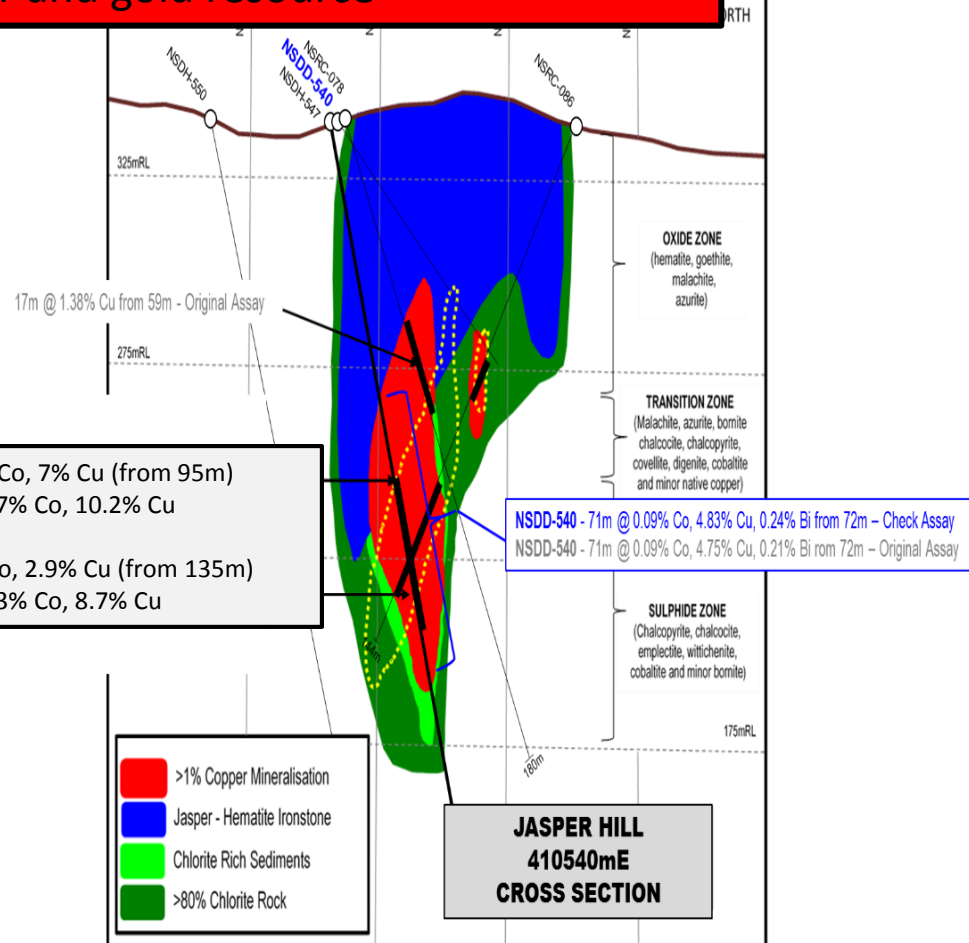 and gold resource
RTH
N
N
N
N
NSDH-550
NSRC-078
NSDD-540
NSDH-547
NSRC-086
325mRL
OXIDE ZONE
(hematite, goethite,
malachite,
azurite)
17m @ 1.38% Cu from 59m - Original Assay
275mRL
TRANSITION ZONE
(Malachite, azurite, bornite
chalcocite, chalcopyrite,
covellite, digenite, cobaltite
and minor native copper)
Co, 7% Cu (from 95m)
7% Co, 10.2% Cu
o, 2.9% Cu (from 135m)
3% Co, 8.7% Cu
NSDD-540 - 71m @ 0.09% Co, 4.83% Cu, 0.24% Bi from 72m – Check Assay
NSDD-540 - 71m @ 0.09% Co, 4.75% Cu, 0.21% Bi rom 72m – Original Assay
SULPHIDE ZONE
(Chalcopyrite, chalcocite,
emplectite, wittichenite,
cobaltite and minor bornite)
175mRL
180m
>1% Copper Mineralisation
Jasper - Hematite Ironstone
Chlorite Rich Sediments
>80% Chlorite Rock
JASPER HILL
410540mE
CROSS SECTION